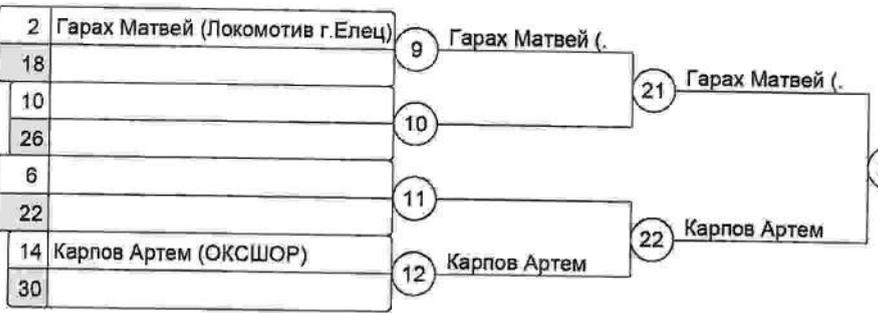 2 Гарах Матвей (Локомотив г.Елец)
18
10
26
6
22
14 Карпов Артем (ОКСШОР)
30
9 Гарах Матвей (.
10
11
12 Карпов Артем
21 Гарах Матвей (.
22 Карпов Артем